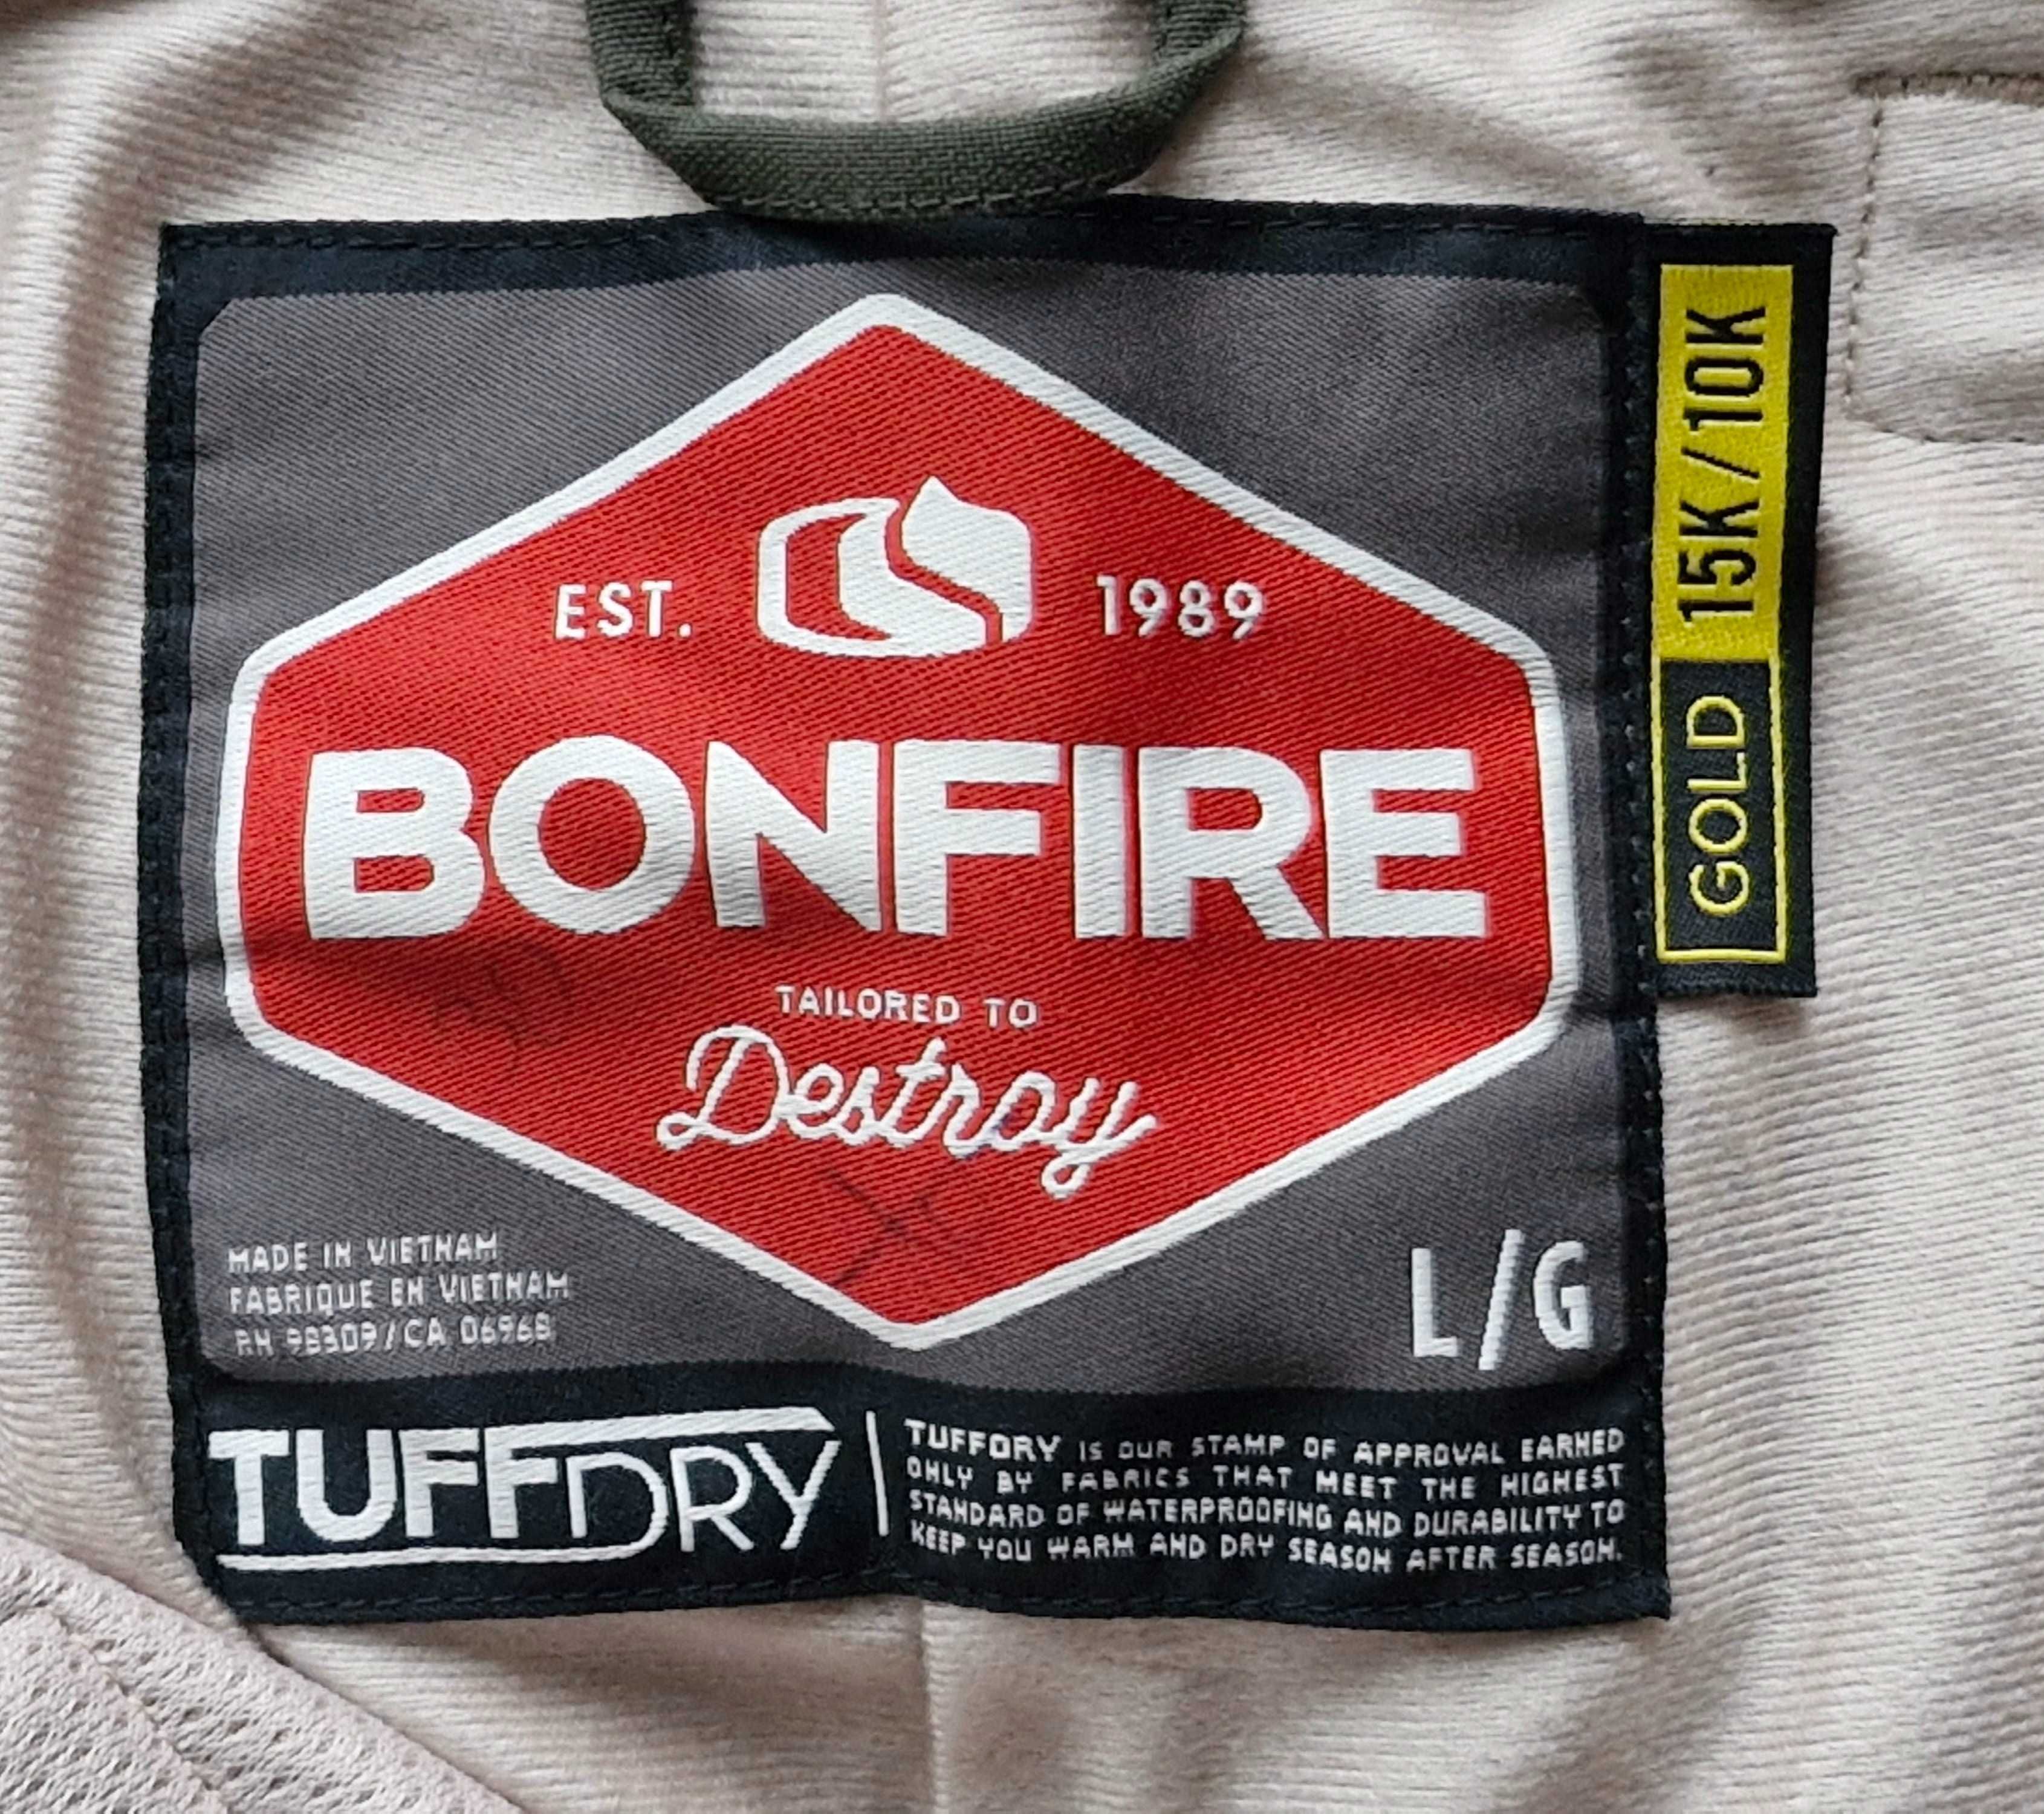 EST. 1989
BONFIRE
TAILORED TO
Destroy
MADE IN VIETNAM
FABRIQUE EN VIETNAM
RN 98309/CA 06968
L/G
TUFFDRY
TUFFDRY IS OUR STAMP OF APPROVAL EARNED
ONLY BY FABRICS THAT MEET THE HIGHEST
STANDARD OF WATERPROOFING AND DURABILITY TO
KEEP YOU WARM AND DRY SEASON AFTER SEASON.
GOLD 15K/10K